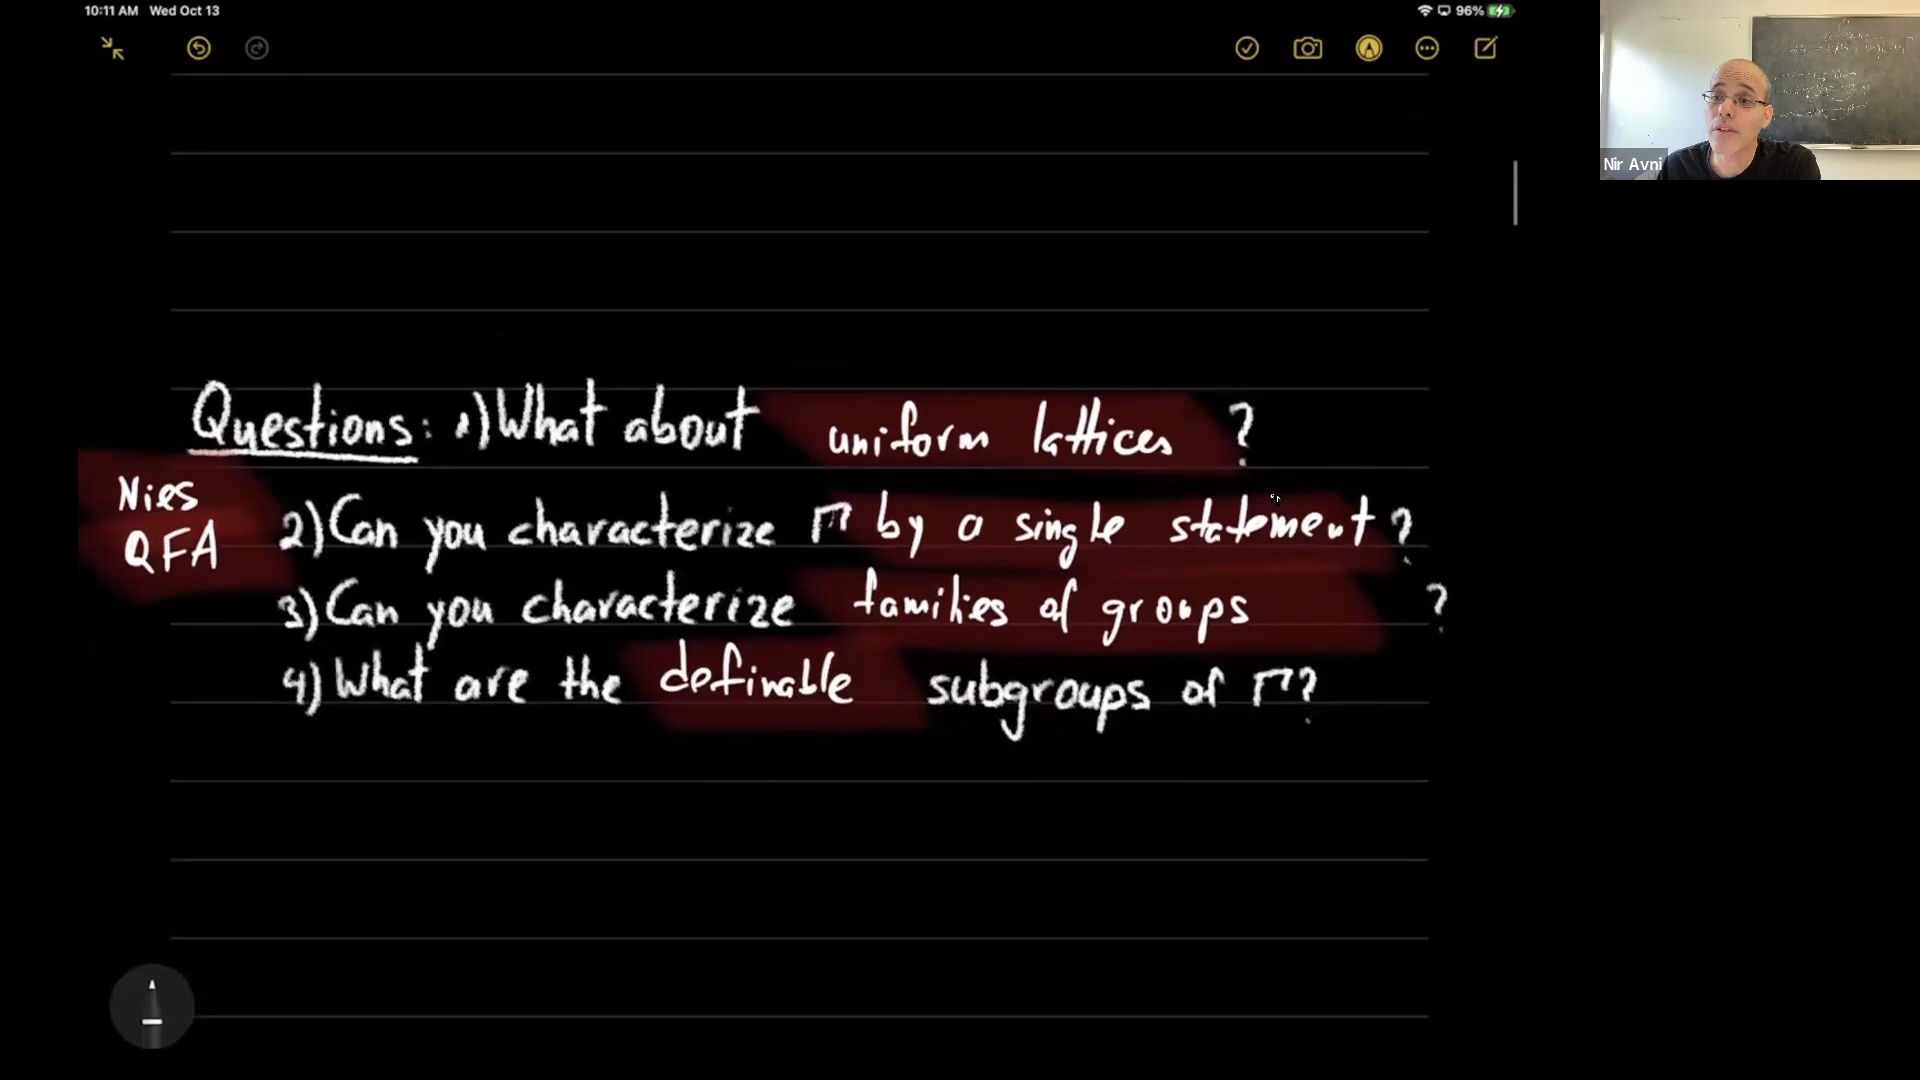 10:11 AM Wed Oct 13
96%
Nir Avni
Questions: 1) What about uniform lattices ?
Nies
QFA
2) Can you characterize Γ by a single statement ?
3) Can you characterize families of groups ?
4) What are the definable subgroups of Γ ?